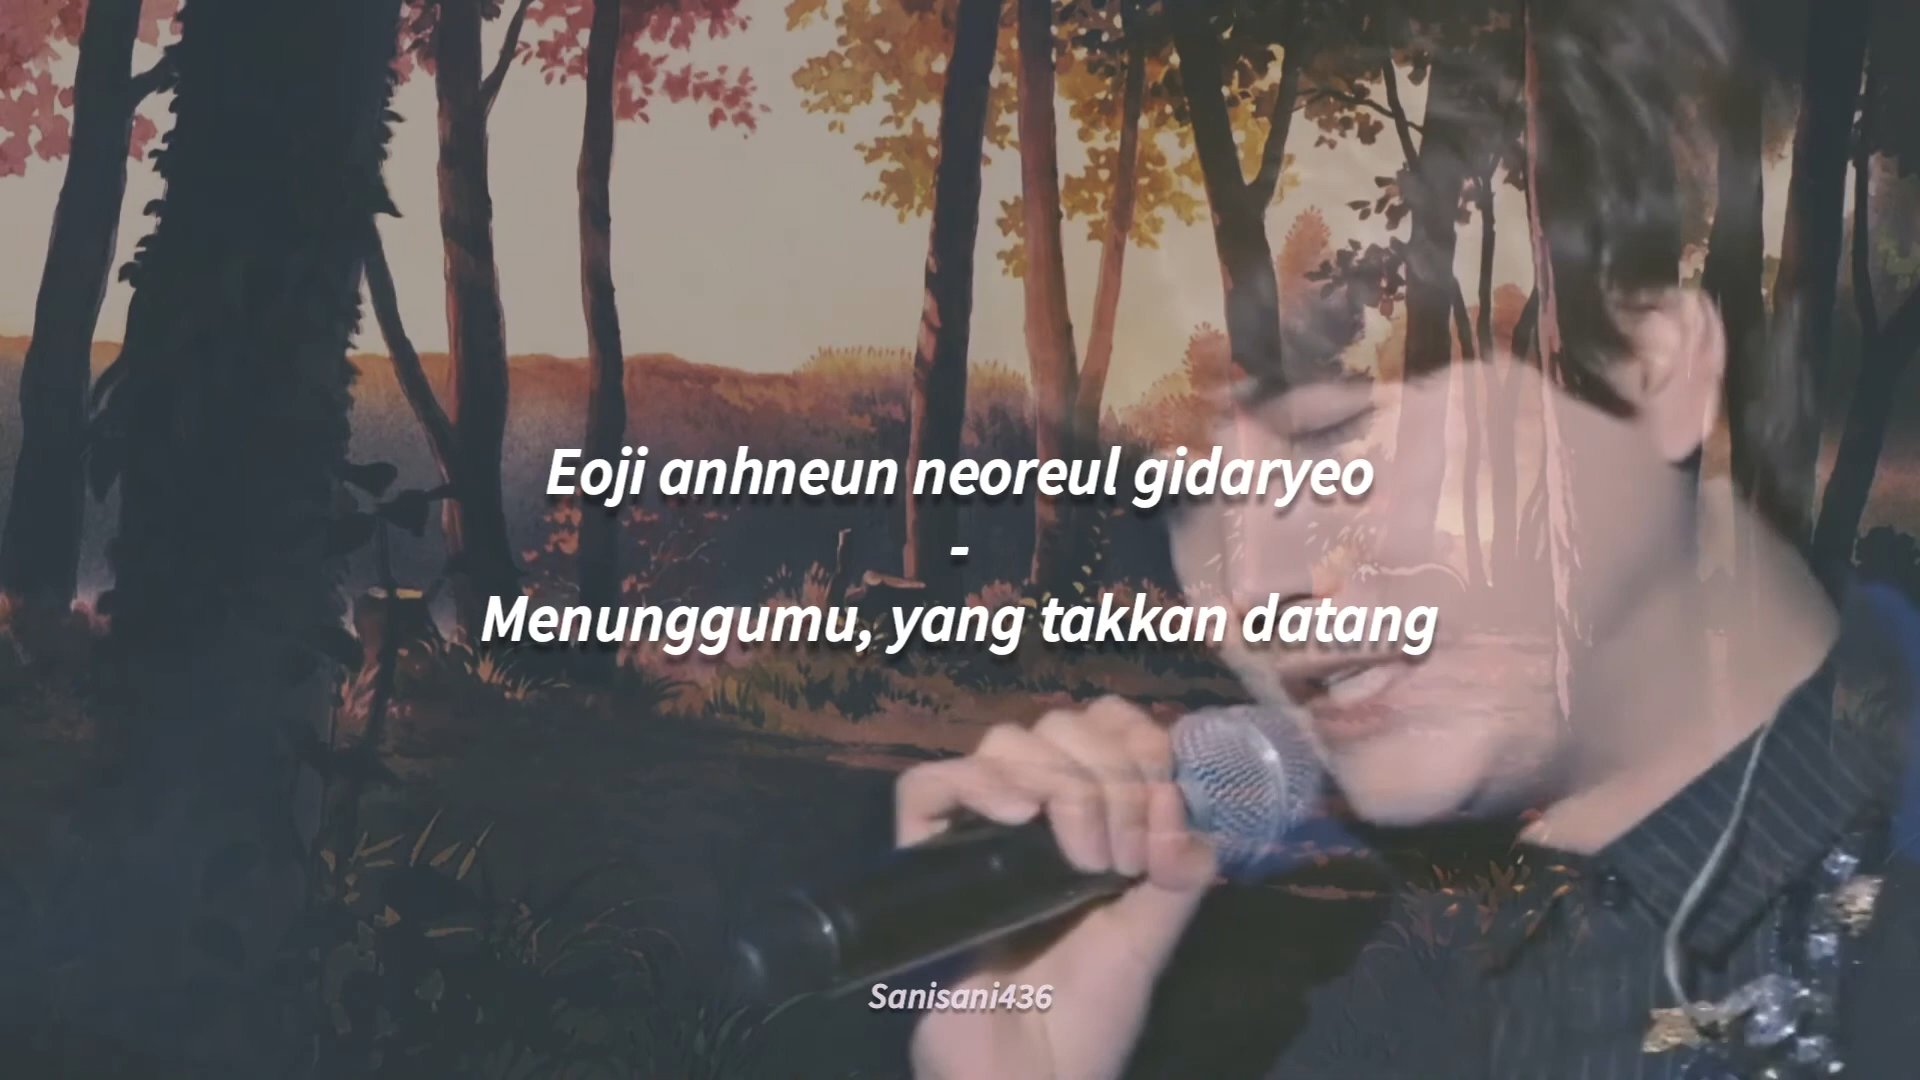 Eoji anhneun neoreul gidaryeo
-
Menunggumu, yang takkan datang
Sanisani436